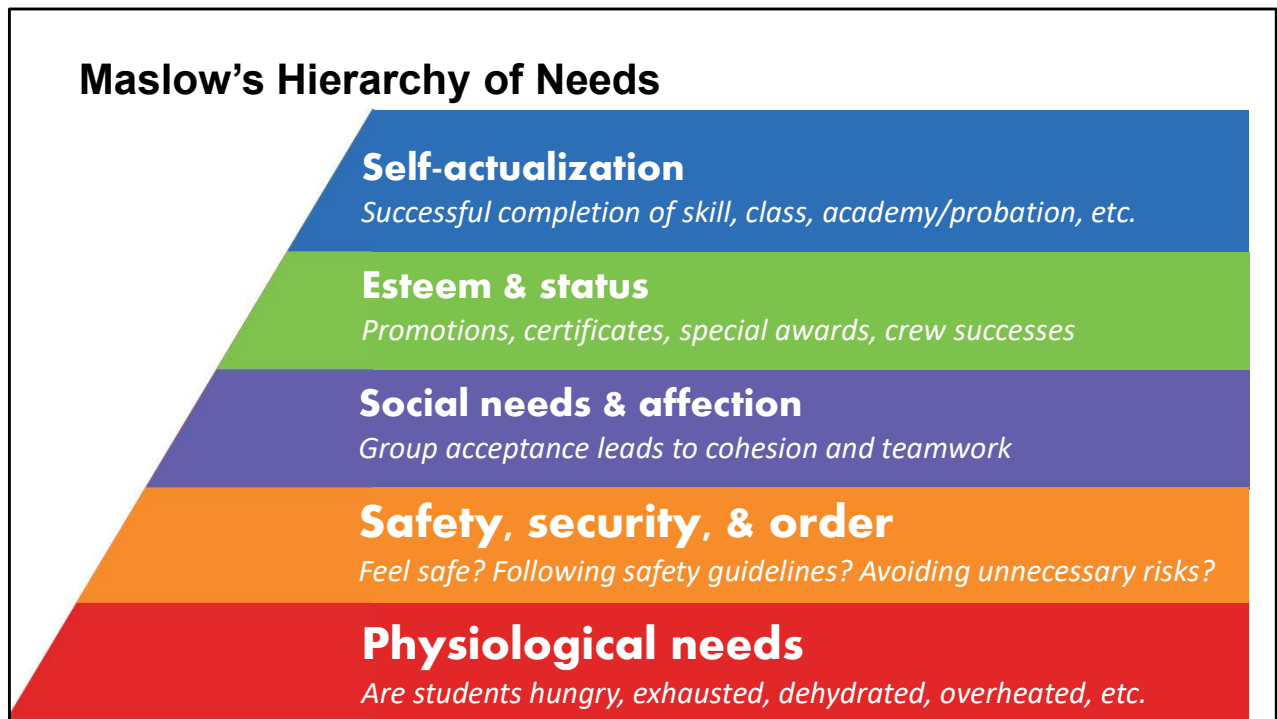 Maslow’s Hierarchy of Needs
Self-actualization
Successful completion of skill, class, academy/probation, etc.
Esteem & status
Promotions, certificates, special awards, crew successes
Social needs & affection
Group acceptance leads to cohesion and teamwork
Safety, security, & order
Feel safe? Following safety guidelines? Avoiding unnecessary risks?
Physiological needs
Are students hungry, exhausted, dehydrated, overheated, etc.